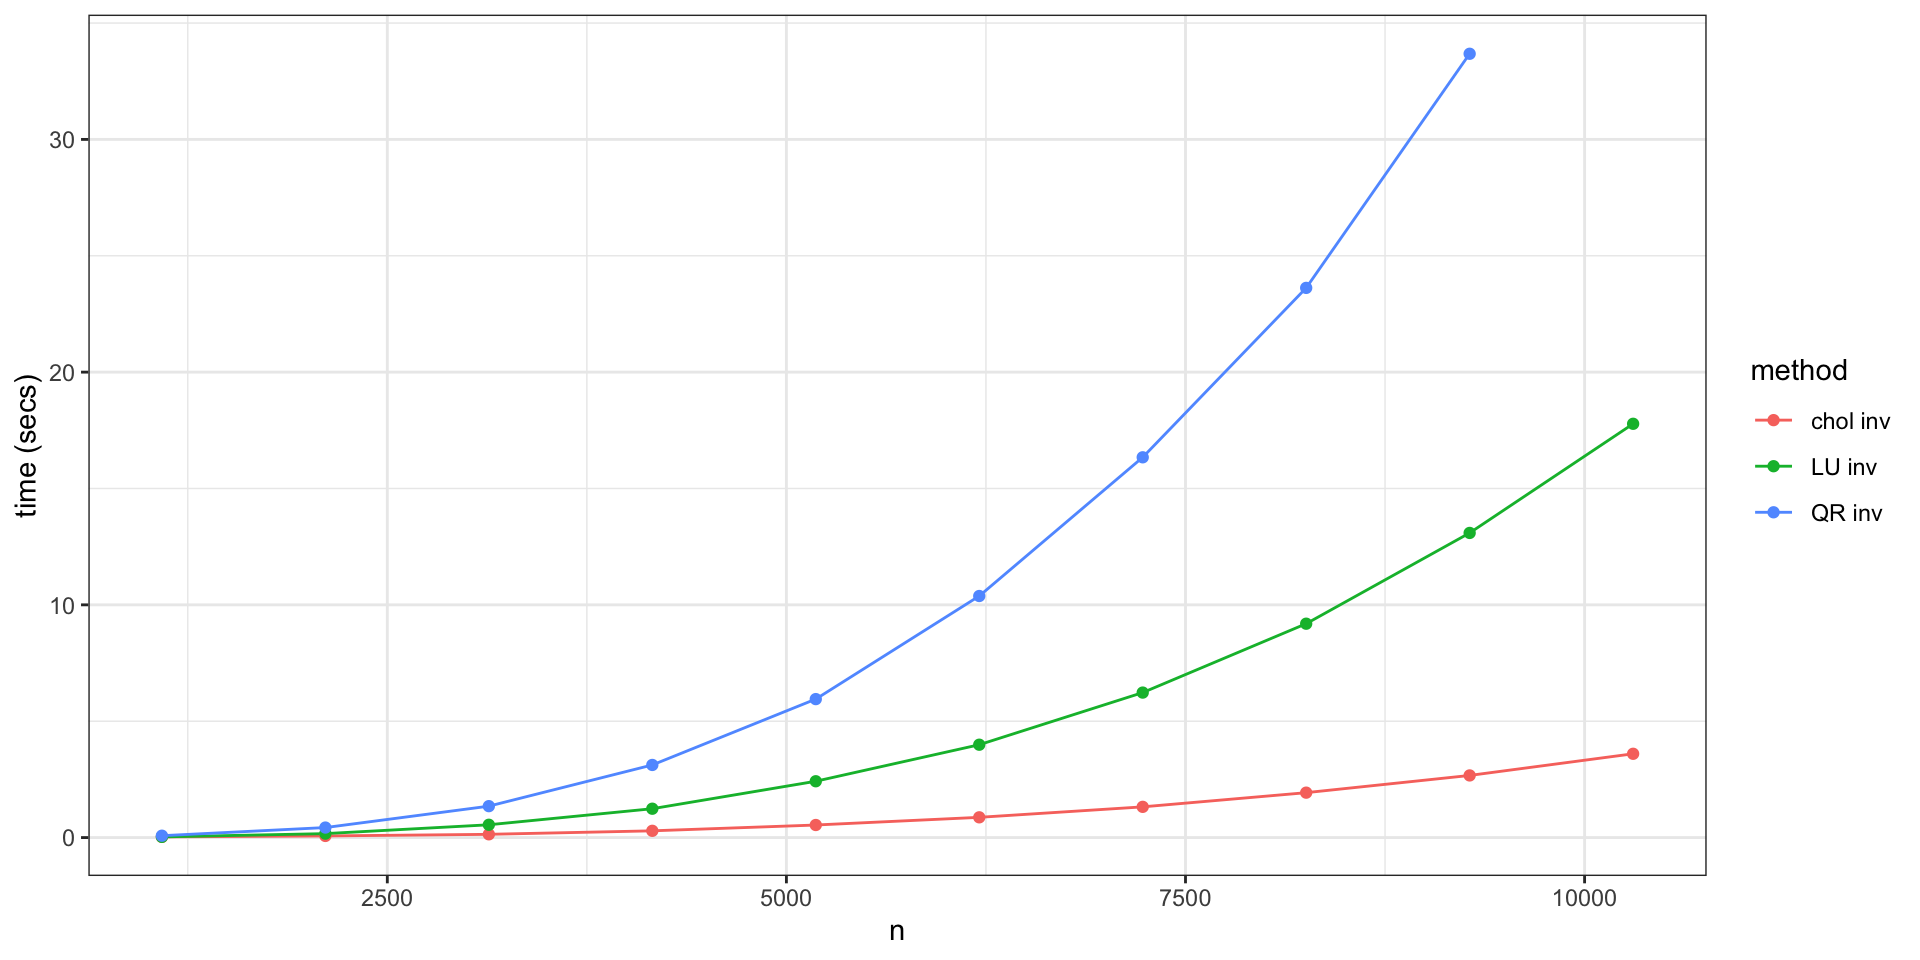 30
20
10
0
time (secs)
2500 5000 7500 10000
n
method
chol inv
LU inv
QR inv